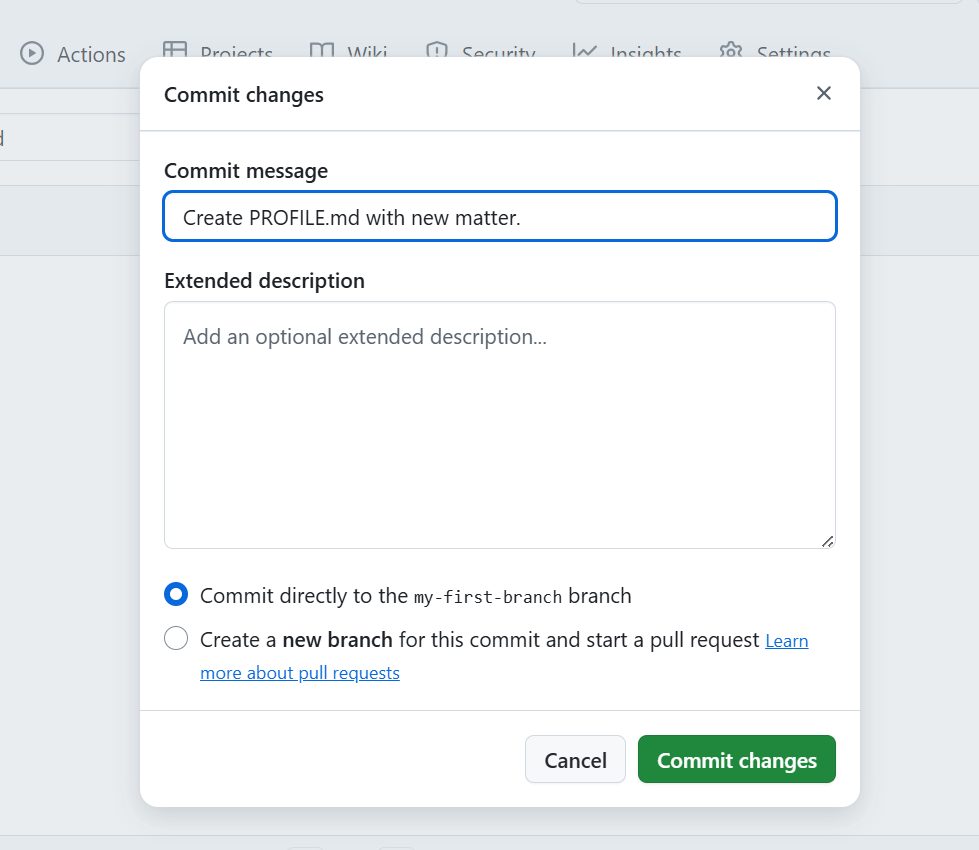 Actions Projects Wiki Security Insights Settings
Commit changes
Commit message
Create PROFILE.md with new matter.
Extended description
Add an optional extended description...
Commit directly to the my-first-branch branch
Create a new branch for this commit and start a pull request Learn
more about pull requests
Cancel Commit changes